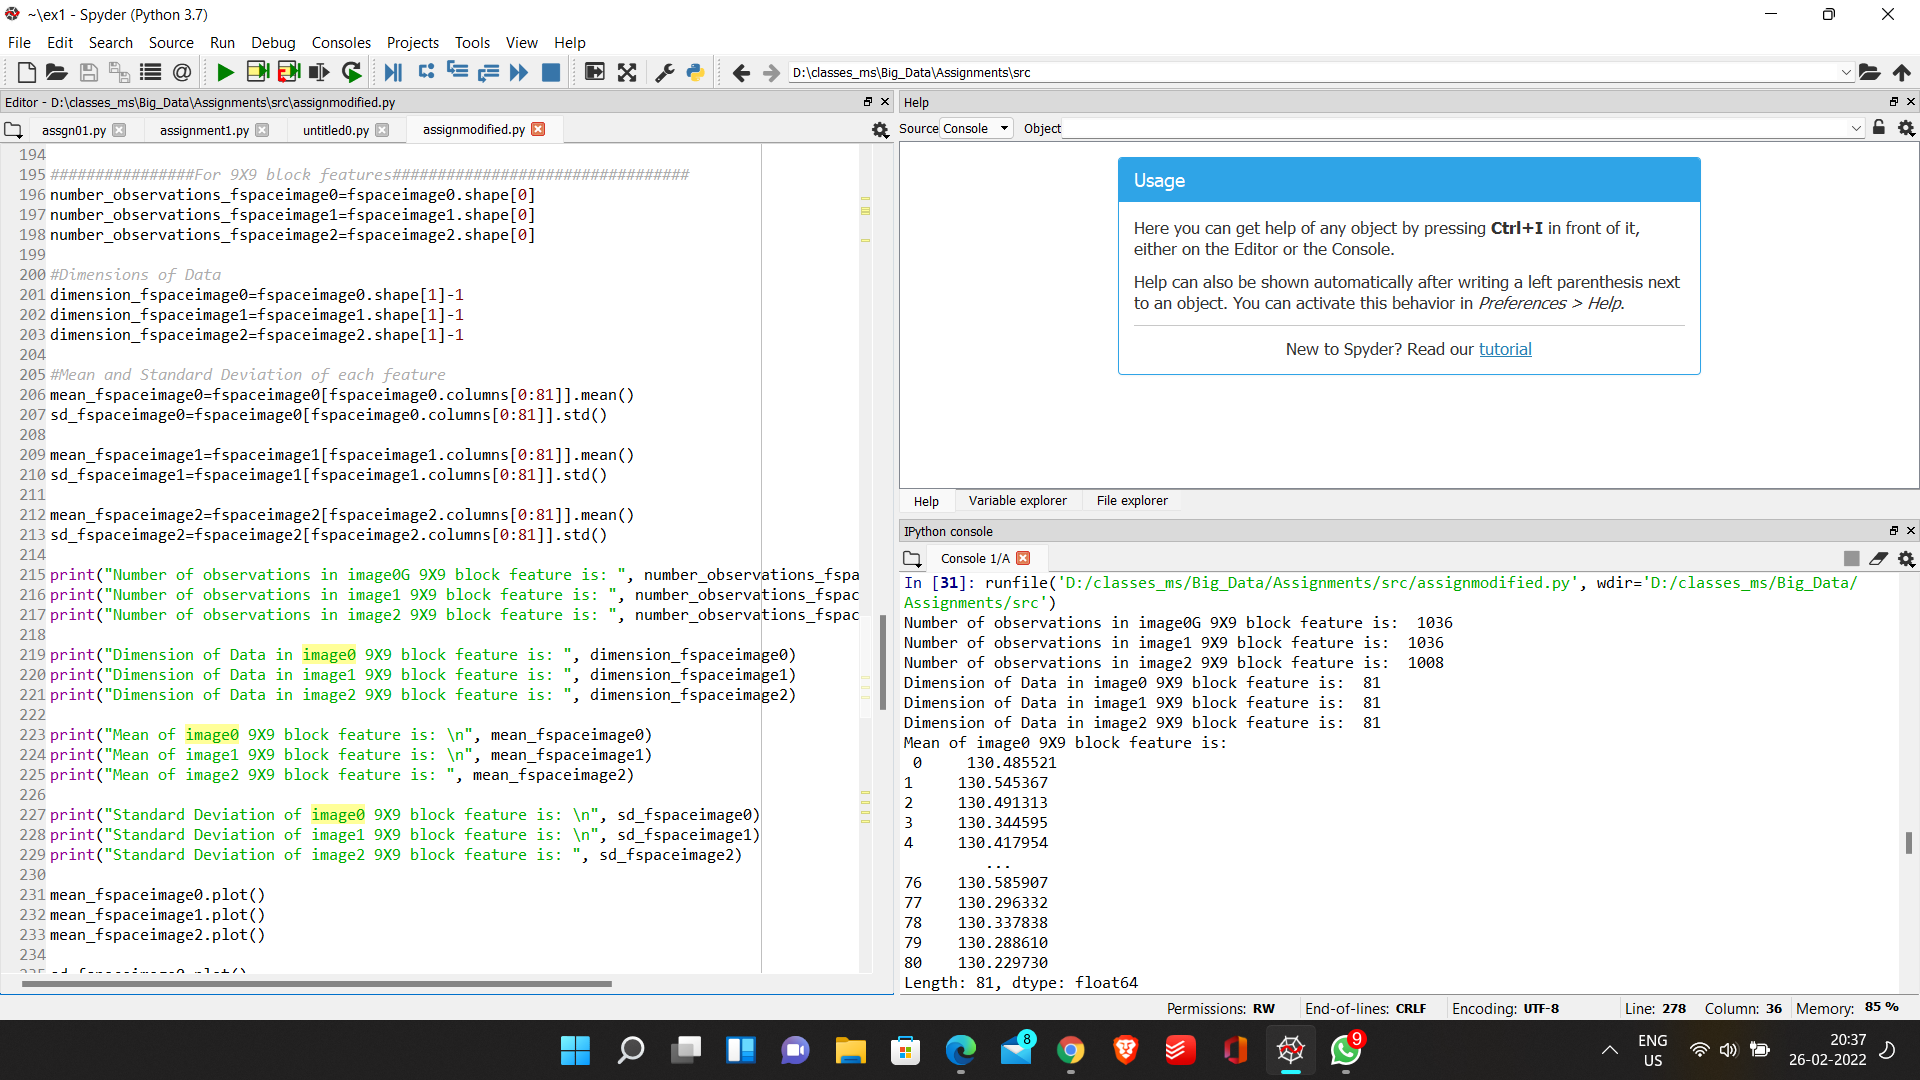 ~\ex1 - Spyder (Python 3.7)
File Edit Search Source Run Debug Consoles Projects Tools View Help
D:\classes_ms\Big_Data\Assignments\src
Editor - D:\classes_ms\Big_Data\Assignments\src\assignmodified.py
assgn01.py assignment1.py untitled0.py assignmodified.py
194
195 ################For 9X9 block features#################################
196 number_observations_fspaceimage0=fspaceimage0.shape[0]
197 number_observations_fspaceimage1=fspaceimage1.shape[0]
198 number_observations_fspaceimage2=fspaceimage2.shape[0]
199
200 #Dimensions of Data
201 dimension_fspaceimage0=fspaceimage0.shape[1]-1
202 dimension_fspaceimage1=fspaceimage1.shape[1]-1
203 dimension_fspaceimage2=fspaceimage2.shape[1]-1
204
205 #Mean and Standard Deviation of each feature
206 mean_fspaceimage0=fspaceimage0[fspaceimage0.columns[0:81]].mean()
207 sd_fspaceimage0=fspaceimage0[fspaceimage0.columns[0:81]].std()
208
209 mean_fspaceimage1=fspaceimage1[fspaceimage1.columns[0:81]].mean()
210 sd_fspaceimage1=fspaceimage1[fspaceimage1.columns[0:81]].std()
211
212 mean_fspaceimage2=fspaceimage2[fspaceimage2.columns[0:81]].mean()
213 sd_fspaceimage2=fspaceimage2[fspaceimage2.columns[0:81]].std()
214
215 print("Number of observations in image0G 9X9 block feature is: ", number_observations_fspa
216 print("Number of observations in image1 9X9 block feature is: ", number_observations_fspac
217 print("Number of observations in image2 9X9 block feature is: ", number_observations_fspac
218
219 print("Dimension of Data in image0 9X9 block feature is: ", dimension_fspaceimage0)
220 print("Dimension of Data in image1 9X9 block feature is: ", dimension_fspaceimage1)
221 print("Dimension of Data in image2 9X9 block feature is: ", dimension_fspaceimage2)
222
223 print("Mean of image0 9X9 block feature is: \n", mean_fspaceimage0)
224 print("Mean of image1 9X9 block feature is: \n", mean_fspaceimage1)
225 print("Mean of image2 9X9 block feature is: ", mean_fspaceimage2)
226
227 print("Standard Deviation of image0 9X9 block feature is: \n", sd_fspaceimage0)
228 print("Standard Deviation of image1 9X9 block feature is: \n", sd_fspaceimage1)
229 print("Standard Deviation of image2 9X9 block feature is: ", sd_fspaceimage2)
230
231 mean_fspaceimage0.plot()
232 mean_fspaceimage1.plot()
233 mean_fspaceimage2.plot()
234
Help
Source Console Object
Usage
Here you can get help of any object by pressing Ctrl+I in front of it,
either on the Editor or the Console.
Help can also be shown automatically after writing a left parenthesis next
to an object. You can activate this behavior in Preferences > Help.
New to Spyder? Read our tutorial
Help Variable explorer File explorer
IPython console
Console 1/A
In [31]: runfile('D:/classes_ms/Big_Data/Assignments/src/assignmodified.py', wdir='D:/classes_ms/Big_Data/
Assignments/src')
Number of observations in image0G 9X9 block feature is:  1036
Number of observations in image1 9X9 block feature is:  1036
Number of observations in image2 9X9 block feature is:  1008
Dimension of Data in image0 9X9 block feature is:  81
Dimension of Data in image1 9X9 block feature is:  81
Dimension of Data in image2 9X9 block feature is:  81
Mean of image0 9X9 block feature is:
0 130.485521
1 130.545367
2 130.491313
3 130.344595
4 130.417954
...
76 130.585907
77 130.296332
78 130.337838
79 130.288610
80 130.229730
Length: 81, dtype: float64
Permissions: RW End-of-lines: CRLF Encoding: UTF-8 Line: 278 Column: 36 Memory: 85 %
8
9
ENG
US
20:37
26-02-2022